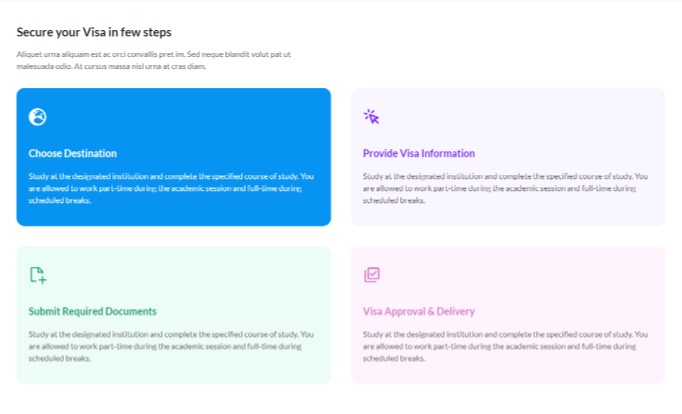 Secure your Visa in few steps
Aliquet urna aliquam est ac orci convallis pret im. Sed neque blandit volut pat ut
malesuada odio. At cursus massa nisl urna at cras diam.
Choose Destination
Study at the designated institution and complete the specified course of study. You
are allowed to work part-time during the academic session and full-time during
scheduled breaks.
Provide Visa Information
Study at the designated institution and complete the specified course of study. You
are allowed to work part-time during the academic session and full-time during
scheduled breaks.
Submit Required Documents
Study at the designated institution and complete the specified course of study. You
are allowed to work part-time during the academic session and full-time during
scheduled breaks.
Visa Approval & Delivery
Study at the designated institution and complete the specified course of study. You
are allowed to work part-time during the academic session and full-time during
scheduled breaks.